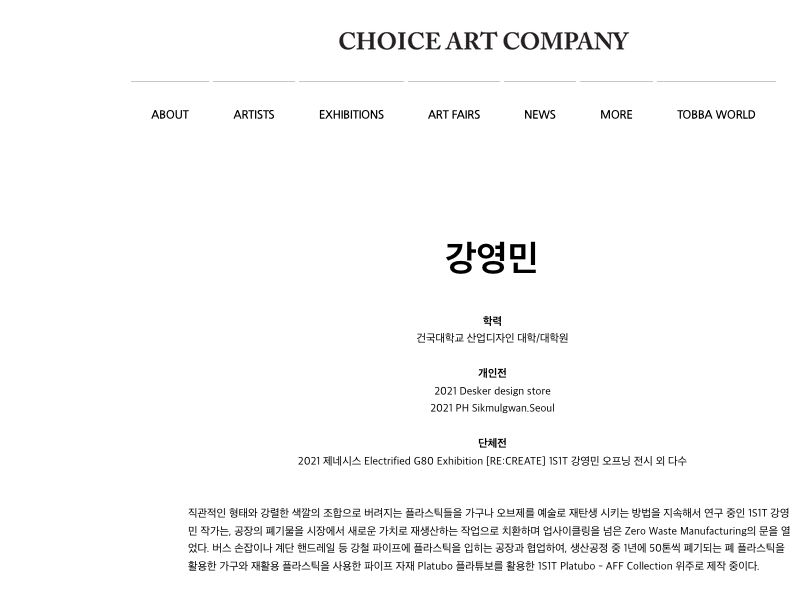 CHOICE ART COMPANY
ABOUT ARTISTS EXHIBITIONS ART FAIRS NEWS MORE TOBBA WORLD
강영민
학력
건국대학교 산업디자인 대학/대학원
개인전
2021 Desker design store
2021 PH Sikmulgwan.Seoul
단체전
2021 제네시스 Electrified G80 Exhibition [RE:CREATE] 1S1T 강영민 오프닝 전시 외 다수
직관적인 형태와 강렬한 색깔의 조합으로 버려지는 플라스틱들을 가구나 오브제를 예술로 재탄생 시키는 방법을 지속해서 연구 중인 1S1T 강영
민 작가는, 공장의 폐기물을 시장에서 새로운 가치로 재생산하는 작업으로 치환하며 업사이클링을 넘은 Zero Waste Manufacturing의 문을 열
었다. 버스 손잡이나 계단 핸드레일 등 강철 파이프에 플라스틱을 입히는 공장과 협업하여, 생산공정 중 1년에 50톤씩 폐기되는 폐 플라스틱을
활용한 가구와 재활용 플라스틱을 사용한 파이프 자재 Platubo 플라튜보를 활용한 1S1T Platubo - AFF Collection 위주로 제작 중이다.